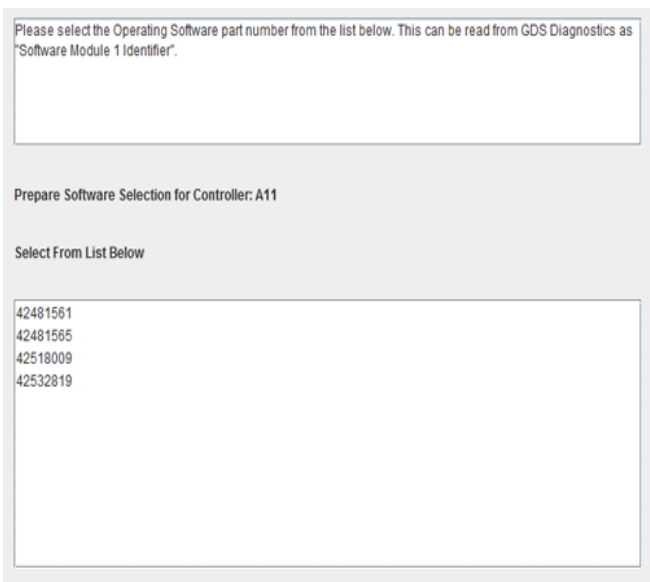 Please select the Operating Software part number from the list below. This can be read from GDS Diagnostics as
"Software Module 1 Identifier".
Prepare Software Selection for Controller: A11
Select From List Below
42481561
42481565
42518009
42532819